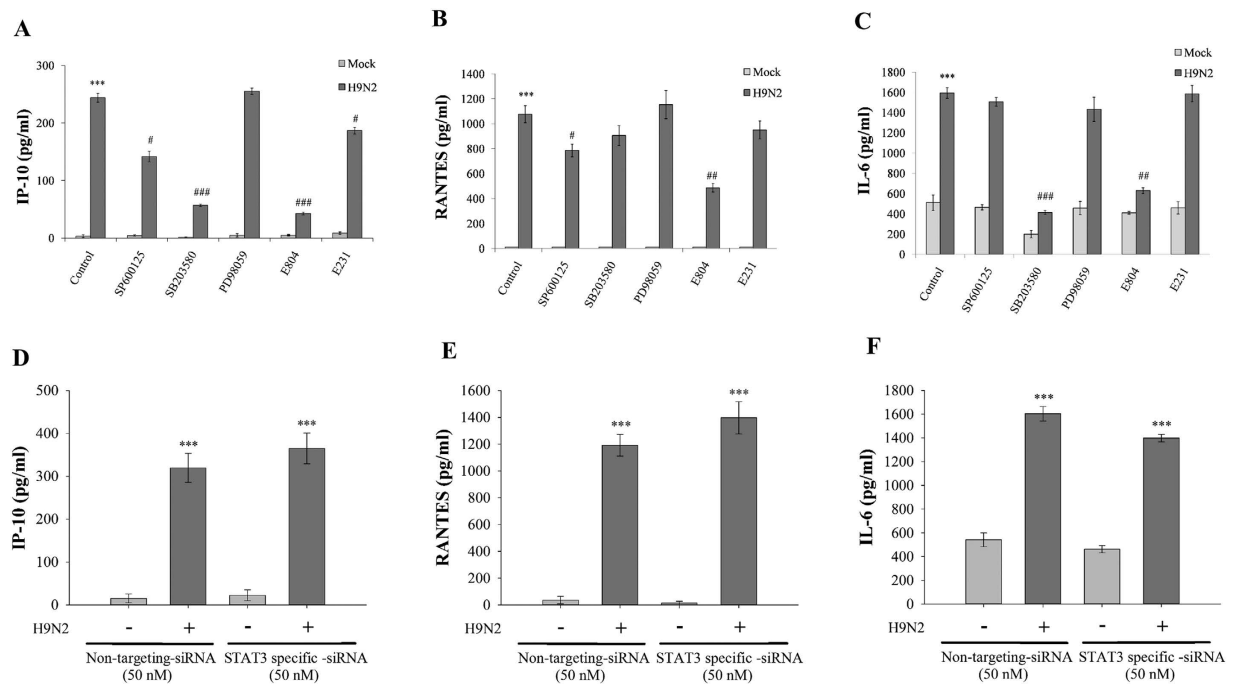 A
IP-10 (pg/ml)
300
250
200
150
100
50
0
Mock
H9N2
***
#
###
###
#
Control
SP600125
SB203580
PD98059
E804
E231
B
RANTES (pg/ml)
1400
1200
1000
800
600
400
200
0
Mock
H9N2
***
#
##
Control
SP600125
SB203580
PD98059
E804
E231
C
IL-6 (pg/ml)
1800
1600
1400
1200
1000
800
600
400
200
0
Mock
H9N2
***
###
##
Control
SP600125
SB203580
PD98059
E804
E231
D
IP-10 (pg/ml)
500
400
300
200
100
0
***
***
H9N2 - + - +
Non-targeting-siRNA STAT3 specific -siRNA
(50 nM) (50 nM)
E
RANTES (pg/ml)
1600
1400
1200
1000
800
600
400
200
0
***
***
H9N2 - + - +
Non-targeting-siRNA STAT3 specific -siRNA
(50 nM) (50 nM)
F
IL-6 (pg/ml)
1800
1600
1400
1200
1000
800
600
400
200
0
***
***
H9N2 - + - +
Non-targeting-siRNA STAT3 specific -siRNA
(50 nM) (50 nM)